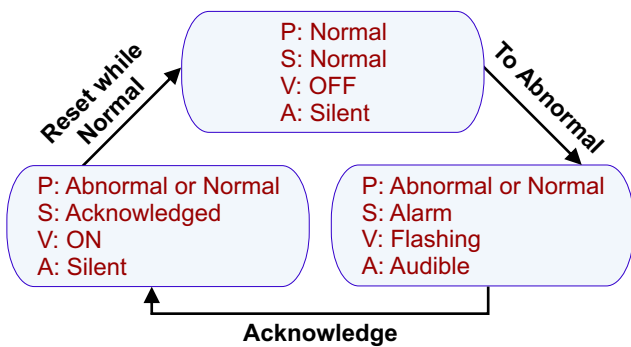 P: Normal
S: Normal
V: OFF
A: Silent
To Abnormal
Reset while
Normal
P: Abnormal or Normal
S: Acknowledged
V: ON
A: Silent
P: Abnormal or Normal
S: Alarm
V: Flashing
A: Audible
Acknowledge